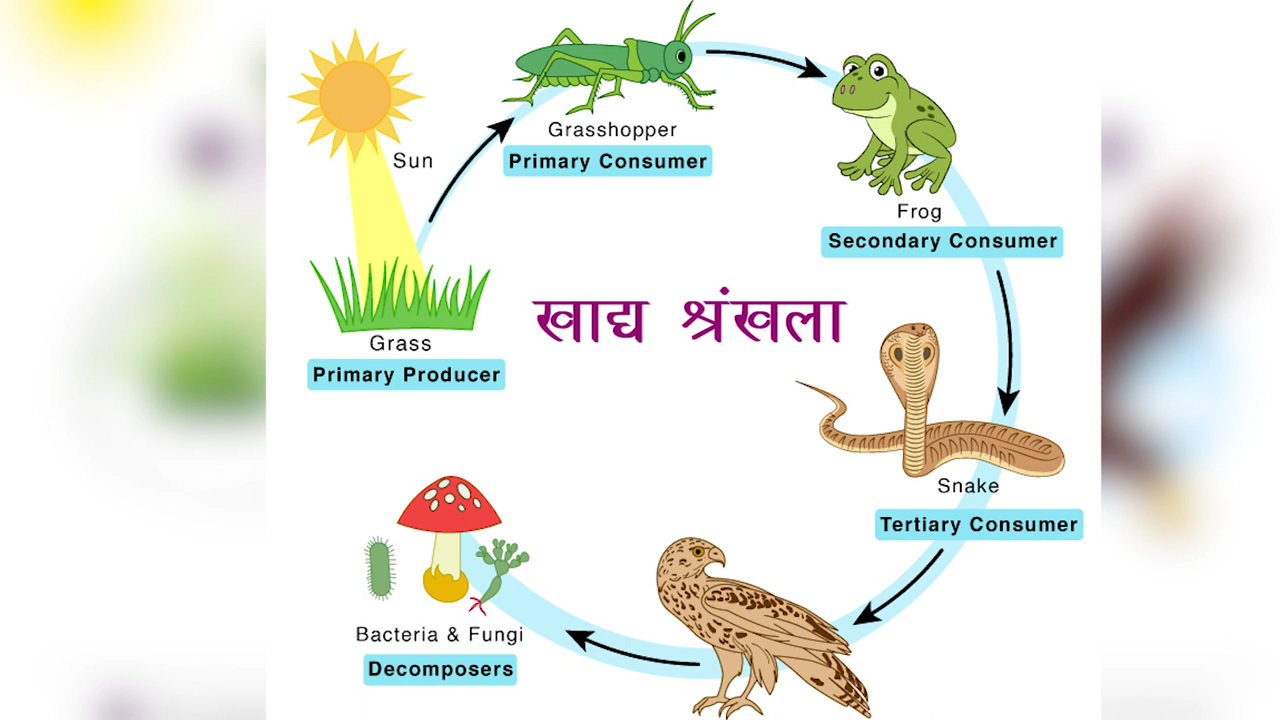 Sun
Grass
Primary Producer
Grasshopper
Primary Consumer
Frog
Secondary Consumer
खाद्य श्रंखला
Snake
Tertiary Consumer
Bacteria & Fungi
Decomposers